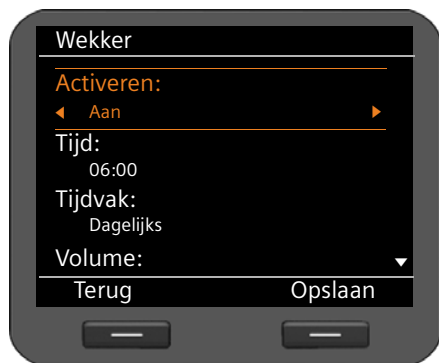 Wekker
Activeren:
Aan
Tijd:
06:00
Tijdvak:
Dagelijks
Volume:
Terug Opslaan